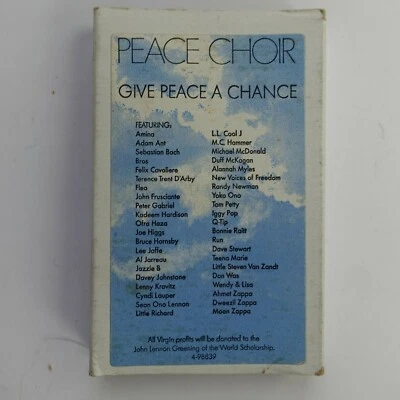 PEACE CHOIR
GIVE PEACE A CHANCE
FEATURING:
Amina
Adam Ant
Sebastian Bach
Bros
Felix Cavaliere
Terence Trent D'Arby
Flea
John Frusciante
Peter Gabriel
Kadeem Hardison
Ofra Haza
Joe Higgs
Bruce Hornsby
Lee Jaffe
Al Jarreau
Jazzie B
Davey Johnstone
Lenny Kravitz
Cyndi Lauper
Sean Ono Lennon
Little Richard
L.L. Cool J
M.C. Hammer
Michael McDonald
Duff McKagan
Alannah Myles
New Voices of Freedom
Randy Newman
Yoko Ono
Tom Petty
Iggy Pop
Q-Tip
Bonnie Raitt
Run
Dave Stewart
Teena Marie
Little Steven Van Zandt
Don Was
Wendy & Lisa
Ahmet Zappa
Dweezil Zappa
Moon Zappa
All Virgin profits will be donated to the
John Lennon Greening of the World Scholarship.
4-98839